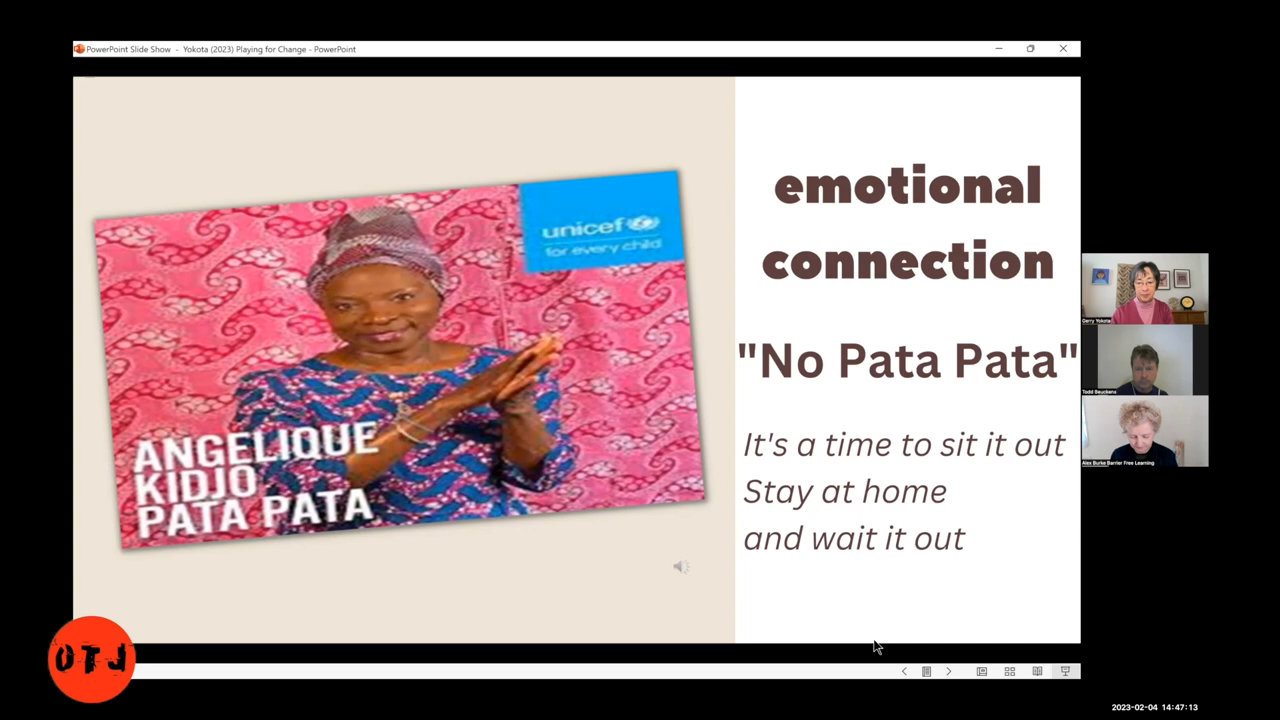 PowerPoint Slide Show - Yokota (2023) Playing for Change - PowerPoint
unicef
for every child
ANGELIQUE
KIDJO
PATA PATA
emotional
connection
"No Pata Pata"
It's a time to sit it out
Stay at home
and wait it out
Gerry Yokota
Todd Beuckens
Alex Burke Barrier Free Learning
OTJ
2023-02-04 14:47:13